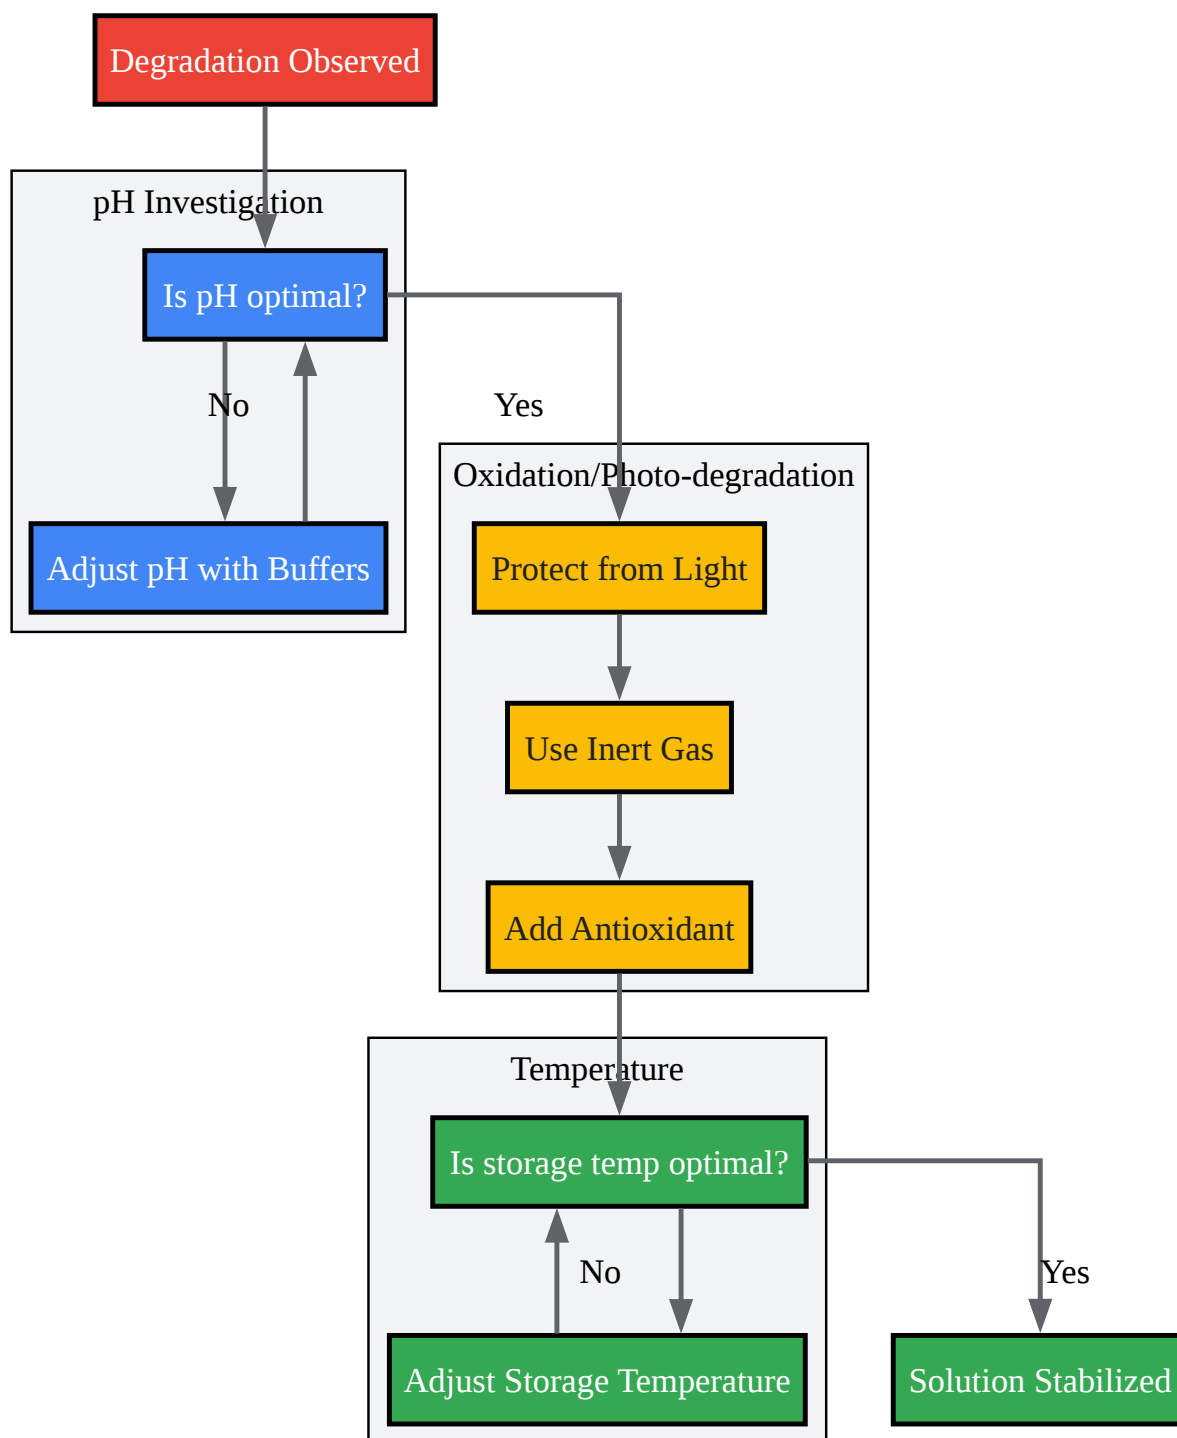 Degradation Observed
pH Investigation
Is pH optimal?
No
Yes
Adjust pH with Buffers
Oxidation/Photo-degradation
Protect from Light
Use Inert Gas
Add Antioxidant
Temperature
Is storage temp optimal?
No
Yes
Adjust Storage Temperature
Solution Stabilized